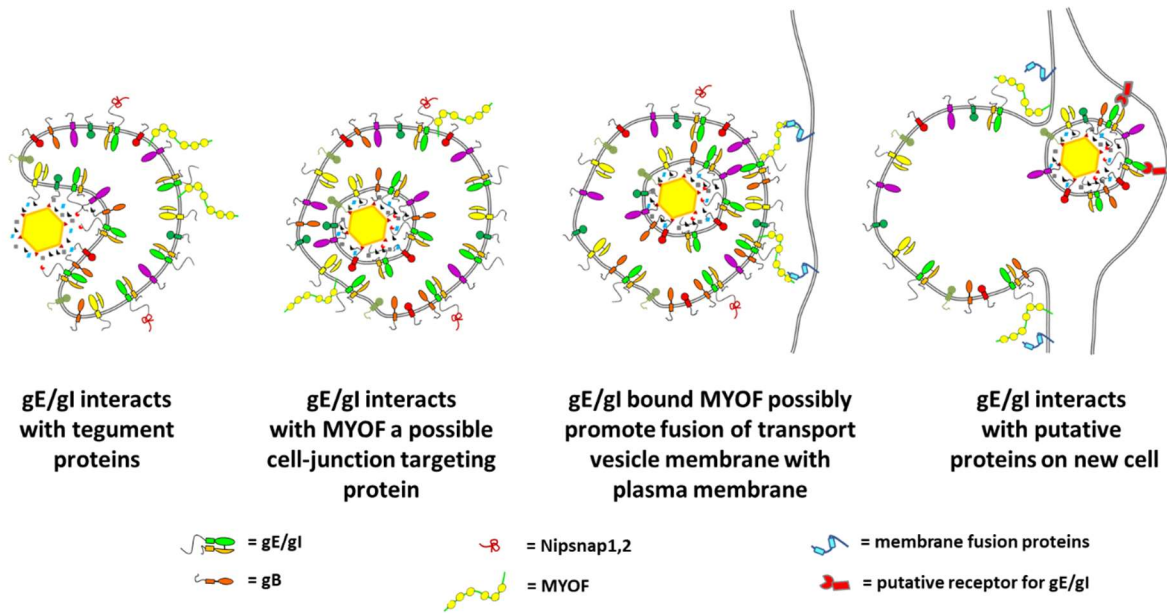 gE/gI interacts
with tegument
proteins
gE/gI interacts
with MYOF a possible
cell-junction targeting
protein
gE/gI bound MYOF possibly
promote fusion of transport
vesicle membrane with
plasma membrane
gE/gI interacts
with putative
proteins on new cell
= gE/gI
= gB
= Nipsnap1,2
= MYOF
= membrane fusion proteins
= putative receptor for gE/gI